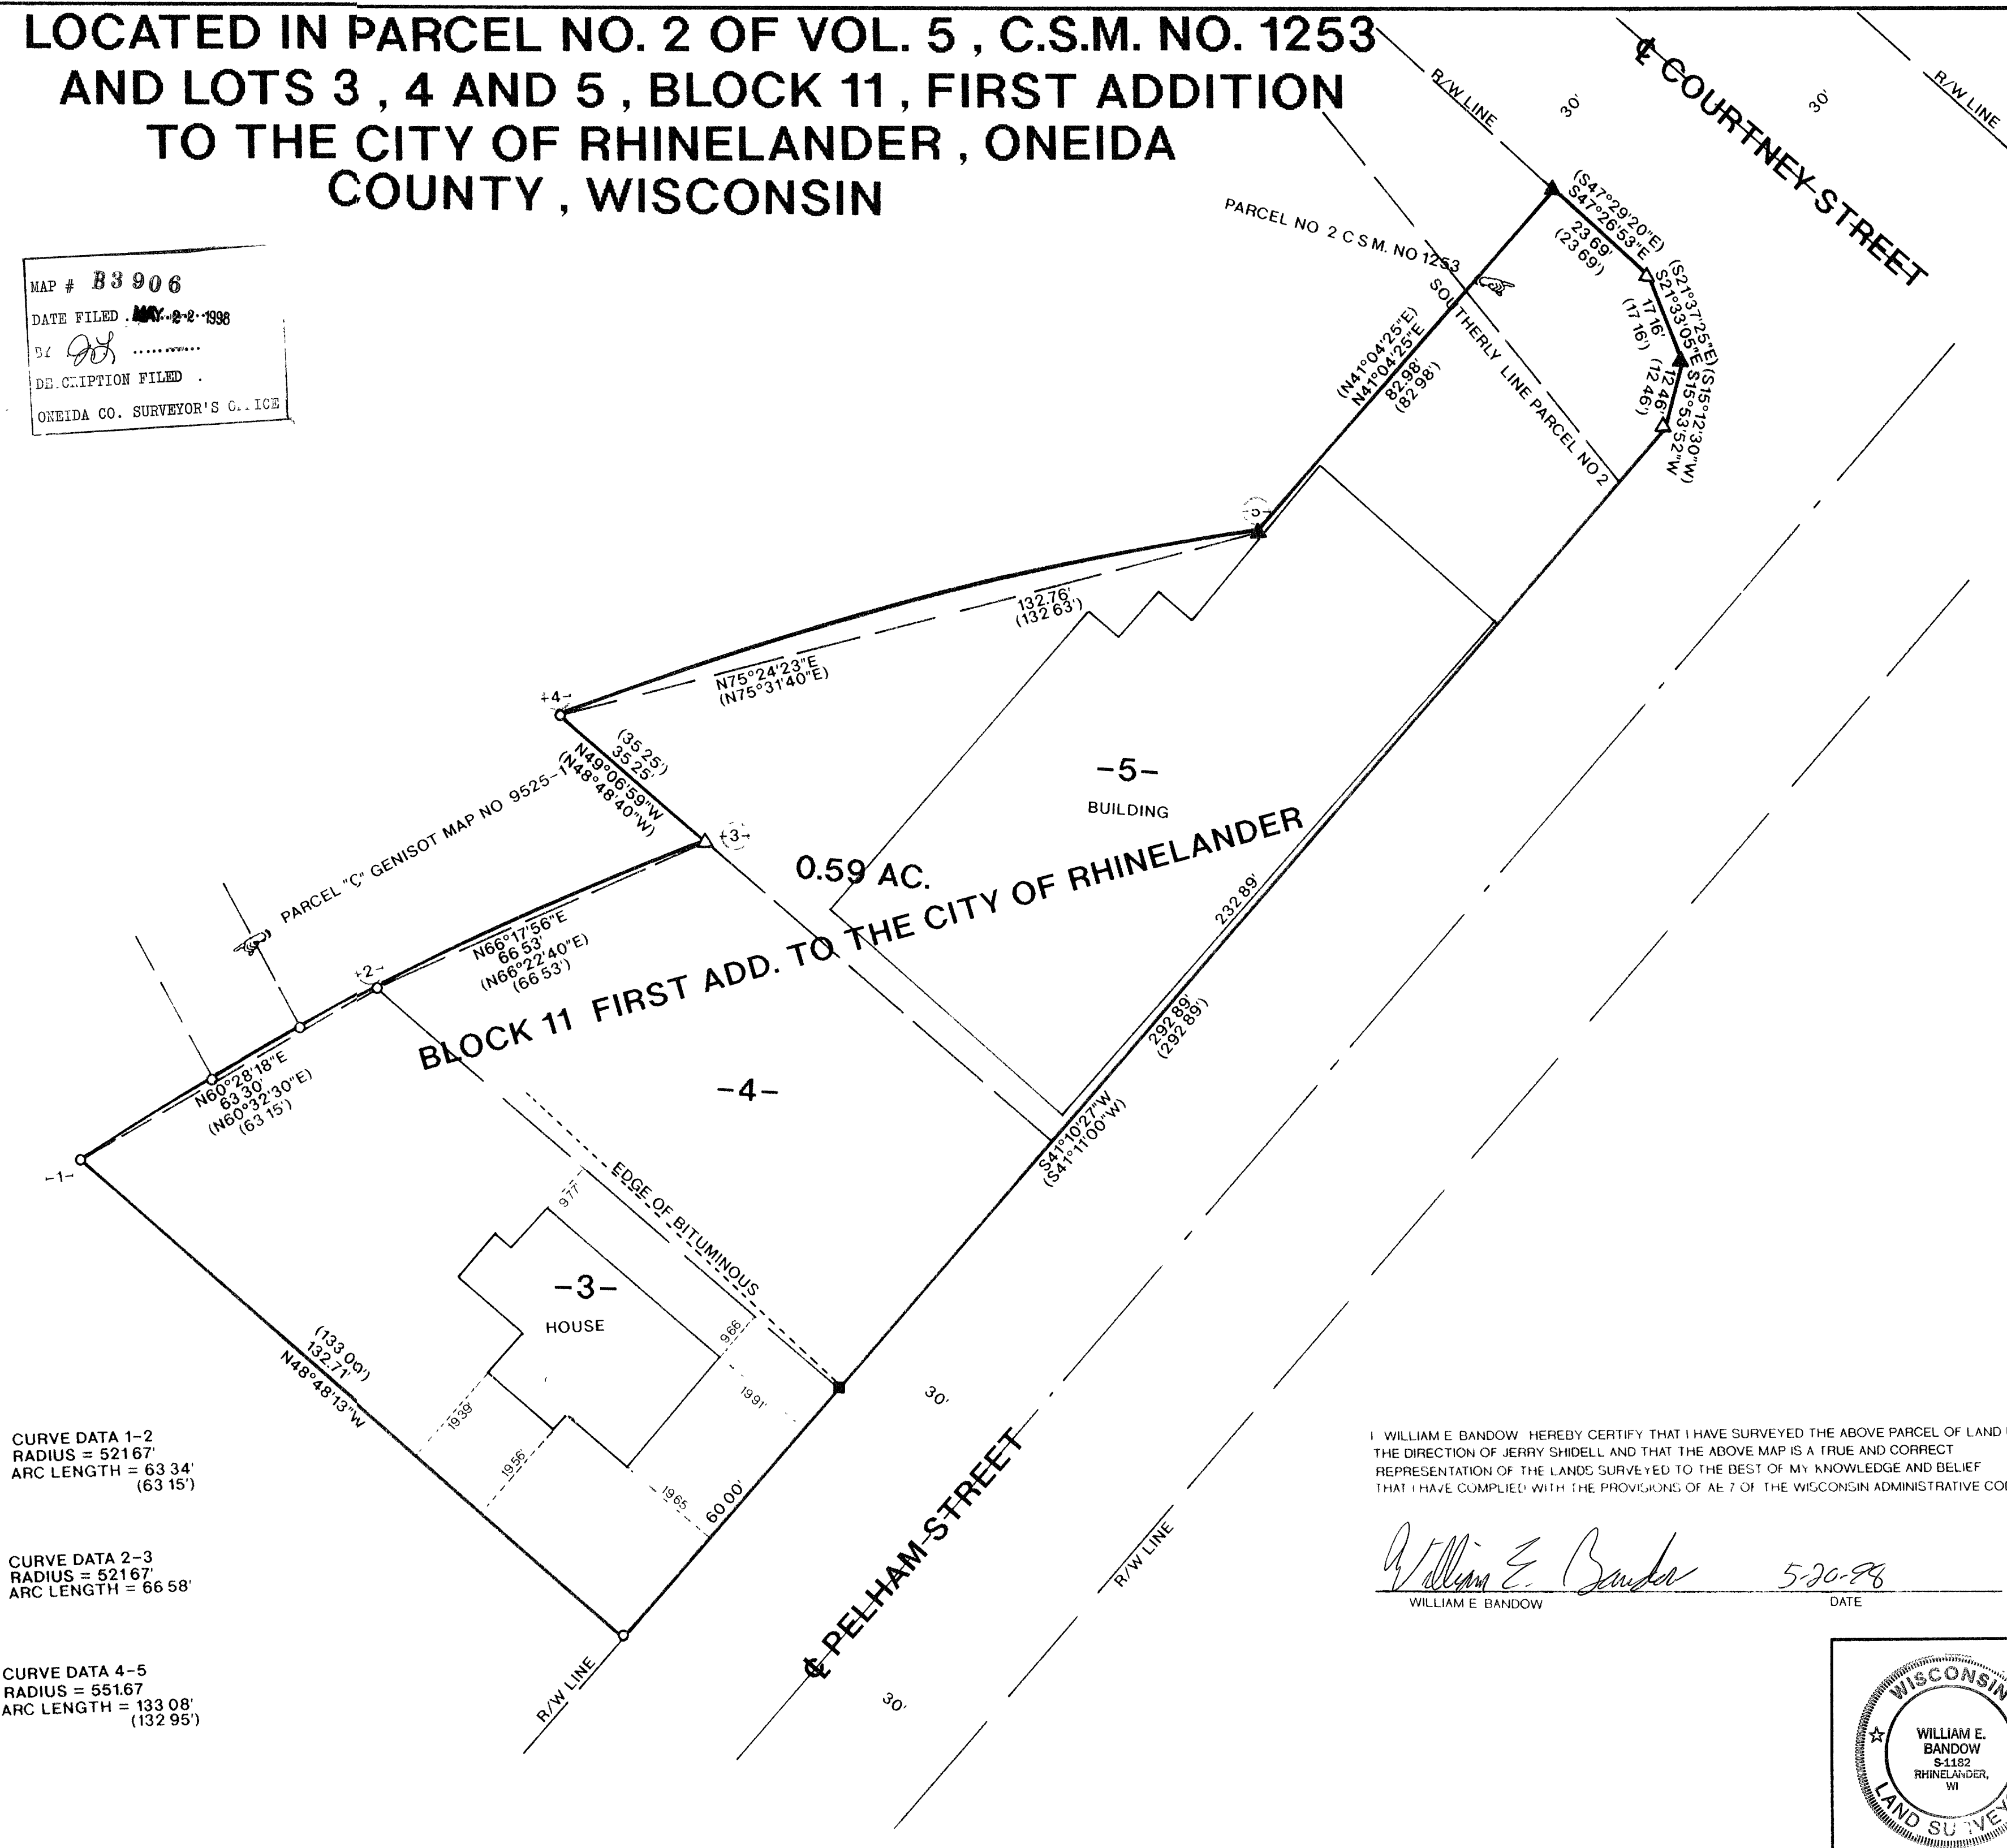 LOCATED IN PARCEL NO. 2 OF VOL. 5 , C.S.M. NO. 1253
AND LOTS 3 , 4 AND 5 , BLOCK 11 , FIRST ADDITION
TO THE CITY OF RHINELANDER , ONEIDA
COUNTY , WISCONSIN
MAP # B3906
DATE FILED . MAY 22 1998
BY
DE.CRIPTION FILED .
ONEIDA CO. SURVEYOR'S
R/W LINE
30'
℄ COURTNEY STREET
30'
R/W LINE
PARCEL NO 2 C S M. NO 1253
SOUTHERLY LINE PARCEL NO 2
(S47°29'20"E)
S47°26'53"E
23 69'
(23 69')
(S21°37'25"E)
S21°33'05"E
17 16'
(17 16')
(S15°12'30"W)
S15°53'52"W
12 46'
(12 46')
(N41°04'25"E)
N41°04'25"E
82.98'
(82 98')
-5-
132.76'
(132 63')
N75°24'23"E
(N75°31'40"E)
-4-
(35 25')
35 25'
N49°06'59"W
(N48°48'40"W)
-3-
PARCEL "C" GENISOT MAP NO 9525-1
-5-
BUILDING
0.59 AC.
BLOCK 11 FIRST ADD. TO THE CITY OF RHINELANDER
232 89'
292 89'
(292 89')
S41°10'27"W
(S41°11'00"W)
-2-
N66°17'56"E
66 53'
(N66°22'40"E)
(66 53')
N60°28'18"E
63 30'
(N60°32'30"E)
(63 15')
-1-
-4-
EDGE OF BITUMINOUS
9 77'
-3-
HOUSE
9 66'
19 91'
19 39'
19 56'
19 65
60 00'
(133 00')
132.71'
N48°48'13"W
30'
℄ PELHAM STREET
30'
R/W LINE
R/W LINE
CURVE DATA 1-2
RADIUS = 521 67'
ARC LENGTH = 63 34'
(63 15')
CURVE DATA 2-3
RADIUS = 521 67'
ARC LENGTH = 66 58'
CURVE DATA 4-5
RADIUS = 551.67
ARC LENGTH = 133 08'
(132 95')
I WILLIAM E BANDOW HEREBY CERTIFY THAT I HAVE SURVEYED THE ABOVE PARCEL OF LAND
THE DIRECTION OF JERRY SHIDELL AND THAT THE ABOVE MAP IS A TRUE AND CORRECT
REPRESENTATION OF THE LANDS SURVEYED TO THE BEST OF MY KNOWLEDGE AND BELIEF
THAT I HAVE COMPLIED WITH THE PROVISIONS OF AE 7 OF THE WISCONSIN ADMINISTRATIVE
William E. Bandow 5-20-98
WILLIAM E BANDOW DATE
WISCONSIN
WILLIAM E.
BANDOW
S-1182
RHINELANDER,
WI
LAND